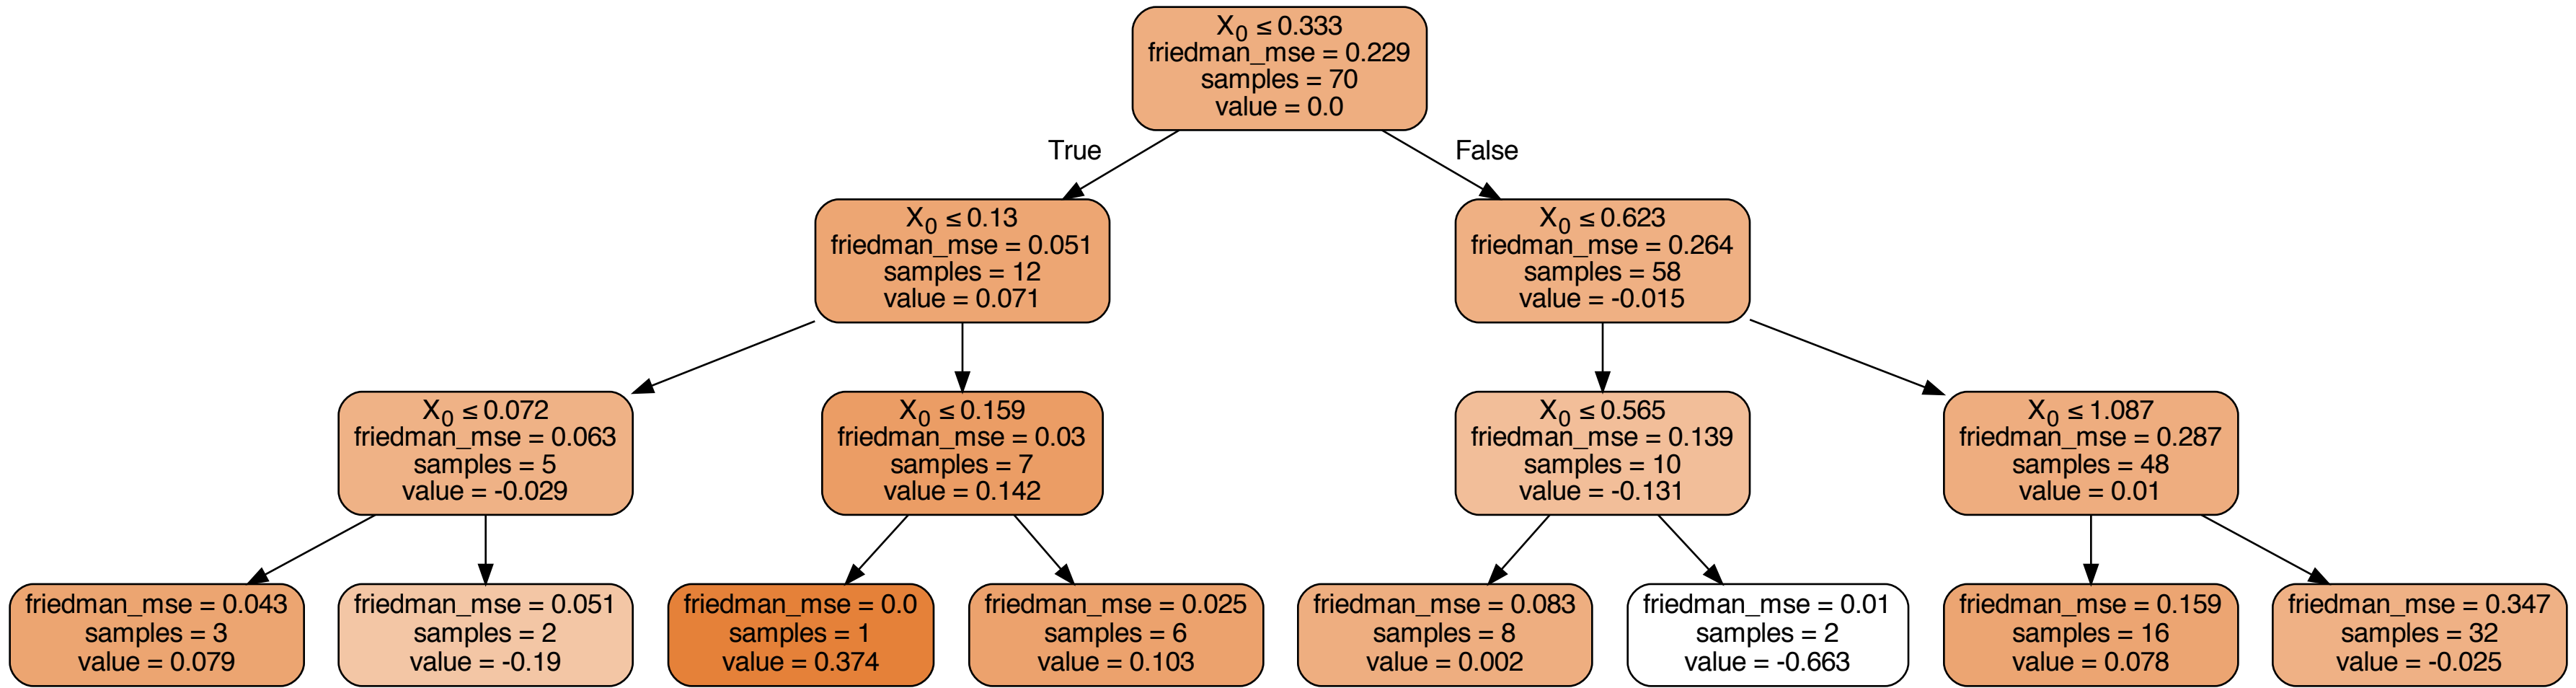 X₀ ≤ 0.333
friedman_mse = 0.229
samples = 70
value = 0.0
True
False
X₀ ≤ 0.13
friedman_mse = 0.051
samples = 12
value = 0.071
X₀ ≤ 0.623
friedman_mse = 0.264
samples = 58
value = -0.015
X₀ ≤ 0.072
friedman_mse = 0.063
samples = 5
value = -0.029
X₀ ≤ 0.159
friedman_mse = 0.03
samples = 7
value = 0.142
X₀ ≤ 0.565
friedman_mse = 0.139
samples = 10
value = -0.131
X₀ ≤ 1.087
friedman_mse = 0.287
samples = 48
value = 0.01
friedman_mse = 0.043
samples = 3
value = 0.079
friedman_mse = 0.051
samples = 2
value = -0.19
friedman_mse = 0.0
samples = 1
value = 0.374
friedman_mse = 0.025
samples = 6
value = 0.103
friedman_mse = 0.083
samples = 8
value = 0.002
friedman_mse = 0.01
samples = 2
value = -0.663
friedman_mse = 0.159
samples = 16
value = 0.078
friedman_mse = 0.347
samples = 32
value = -0.025